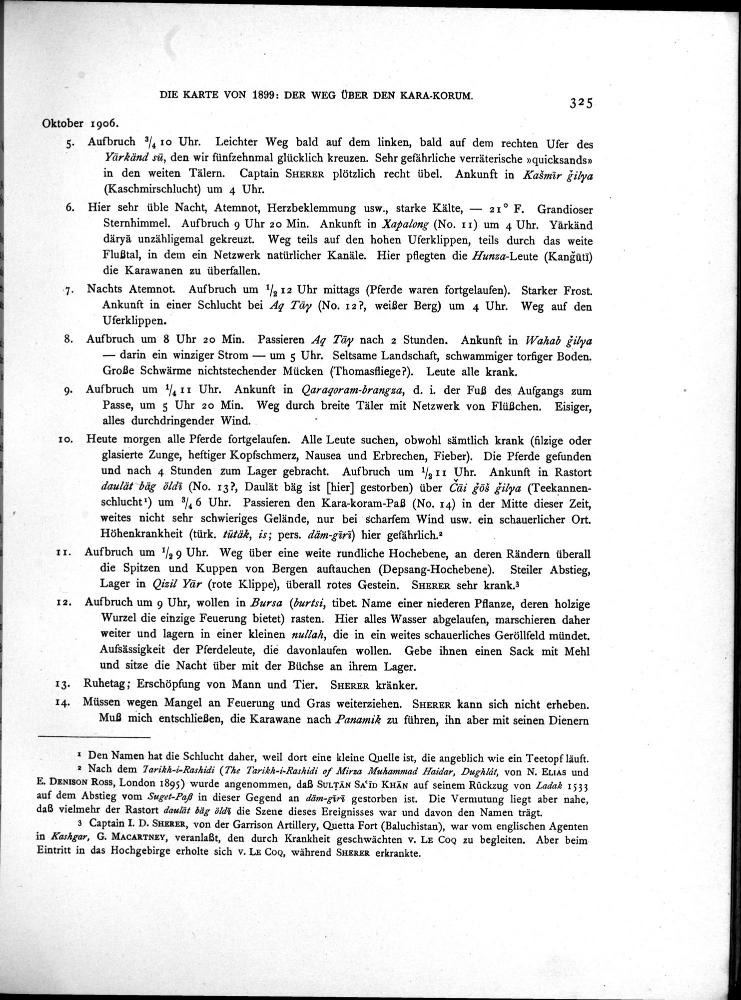 DIE KARTE VON 1899: DER WEG ÜBER DEN KARA-KORUM.
325
Oktober 1906.
5. Aufbruch ³/₄ 10 Uhr. Leichter Weg bald auf dem linken, bald auf dem rechten Ufer des
Yārkänd sū, den wir fünfzehnmal glücklich kreuzen. Sehr gefährliche verräterische »quicksands»
in den weiten Tälern. Captain SHERER plötzlich recht übel. Ankunft in Kašmīr ǧilya
(Kaschmirschlucht) um 4 Uhr.
6. Hier sehr üble Nacht, Atemnot, Herzbeklemmung usw., starke Kälte, — 21° F. Grandioser
Sternhimmel. Aufbruch 9 Uhr 20 Min. Ankunft in Xapalong (No. 11) um 4 Uhr. Yārkänd
däryā unzähligemal gekreuzt. Weg teils auf den hohen Uferklippen, teils durch das weite
Flußtal, in dem ein Netzwerk natürlicher Kanäle. Hier pflegten die Hunza-Leute (Kanǧūtī)
die Karawanen zu überfallen.
7. Nachts Atemnot. Aufbruch um ¹/₂ 12 Uhr mittags (Pferde waren fortgelaufen). Starker Frost.
Ankunft in einer Schlucht bei Aq Tāγ (No. 12?, weißer Berg) um 4 Uhr. Weg auf den
Uferklippen.
8. Aufbruch um 8 Uhr 20 Min. Passieren Aq Tāγ nach 2 Stunden. Ankunft in Wahab ǧilya
— darin ein winziger Strom — um 5 Uhr. Seltsame Landschaft, schwammiger torfiger Boden.
Große Schwärme nichtstechender Mücken (Thomasfliege?). Leute alle krank.
9. Aufbruch um ¹/₄ 11 Uhr. Ankunft in Qaraqoram-brangza, d. i. der Fuß des Aufgangs zum
Passe, um 5 Uhr 20 Min. Weg durch breite Täler mit Netzwerk von Flüßchen. Eisiger,
alles durchdringender Wind.
10. Heute morgen alle Pferde fortgelaufen. Alle Leute suchen, obwohl sämtlich krank (filzige oder
glasierte Zunge, heftiger Kopfschmerz, Nausea und Erbrechen, Fieber). Die Pferde gefunden
und nach 4 Stunden zum Lager gebracht. Aufbruch um ¹/₂ 11 Uhr. Ankunft in Rastort
daulät bäg öldi (No. 13?, Daulät bäg ist [hier] gestorben) über Čāi ǧōš ǧilya (Teekannen-
schlucht¹) um ³/₄ 6 Uhr. Passieren den Kara-koram-Paß (No. 14) in der Mitte dieser Zeit,
weites nicht sehr schwieriges Gelände, nur bei scharfem Wind usw. ein schauerlicher Ort.
Höhenkrankheit (türk. tütäk, is; pers. däm-gīrī) hier gefährlich.²
11. Aufbruch um ¹/₂ 9 Uhr. Weg über eine weite rundliche Hochebene, an deren Rändern überall
die Spitzen und Kuppen von Bergen auftauchen (Depsang-Hochebene). Steiler Abstieg,
Lager in Qizil Yār (rote Klippe), überall rotes Gestein. SHERER sehr krank.³
12. Aufbruch um 9 Uhr, wollen in Bursa (burtsi, tibet. Name einer niederen Pflanze, deren holzige
Wurzel die einzige Feuerung bietet) rasten. Hier alles Wasser abgelaufen, marschieren daher
weiter und lagern in einer kleinen nullah, die in ein weites schauerliches Geröllfeld mündet.
Aufsässigkeit der Pferdeleute, die davonlaufen wollen. Gebe ihnen einen Sack mit Mehl
und sitze die Nacht über mit der Büchse an ihrem Lager.
13. Ruhetag; Erschöpfung von Mann und Tier. SHERER kränker.
14. Müssen wegen Mangel an Feuerung und Gras weiterziehen. SHERER kann sich nicht erheben.
Muß mich entschließen, die Karawane nach Panamik zu führen, ihn aber mit seinen Dienern
¹ Den Namen hat die Schlucht daher, weil dort eine kleine Quelle ist, die angeblich wie ein Teetopf läuft.
² Nach dem Tarikh-i-Rashidi (The Tarikh-i-Rashidi of Mirza Muhammad Haidar, Dughlát, von N. ELIAS und
E. DENISON ROSS, London 1895) wurde angenommen, daß SULṬĀN SAʿĪD KHĀN auf seinem Rückzug von Ladak 1533
auf dem Abstieg vom Suget-Paß in dieser Gegend an däm-gīrī gestorben ist. Die Vermutung liegt aber nahe,
daß vielmehr der Rastort daulät bäg öldi die Szene dieses Ereignisses war und davon den Namen trägt.
3 Captain I. D. SHERER, von der Garrison Artillery, Quetta Fort (Baluchistan), war vom englischen Agenten
in Kashgar, G. MACARTNEY, veranlaßt, den durch Krankheit geschwächten v. LE COQ zu begleiten. Aber beim
Eintritt in das Hochgebirge erholte sich v. LE COQ, während SHERER erkrankte.